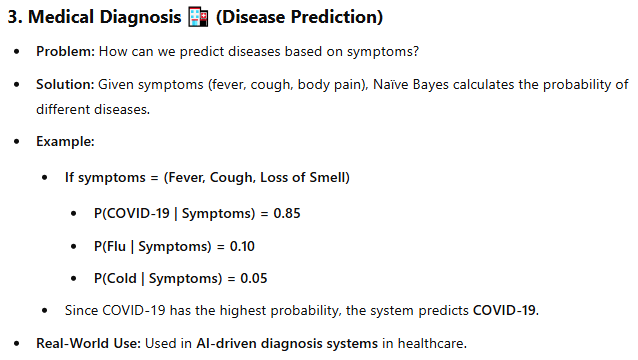 3. Medical Diagnosis 🏥 (Disease Prediction)
• Problem: How can we predict diseases based on symptoms?
• Solution: Given symptoms (fever, cough, body pain), Naïve Bayes calculates the probability of
different diseases.
• Example:
• If symptoms = (Fever, Cough, Loss of Smell)
• P(COVID-19 | Symptoms) = 0.85
• P(Flu | Symptoms) = 0.10
• P(Cold | Symptoms) = 0.05
• Since COVID-19 has the highest probability, the system predicts COVID-19.
• Real-World Use: Used in AI-driven diagnosis systems in healthcare.